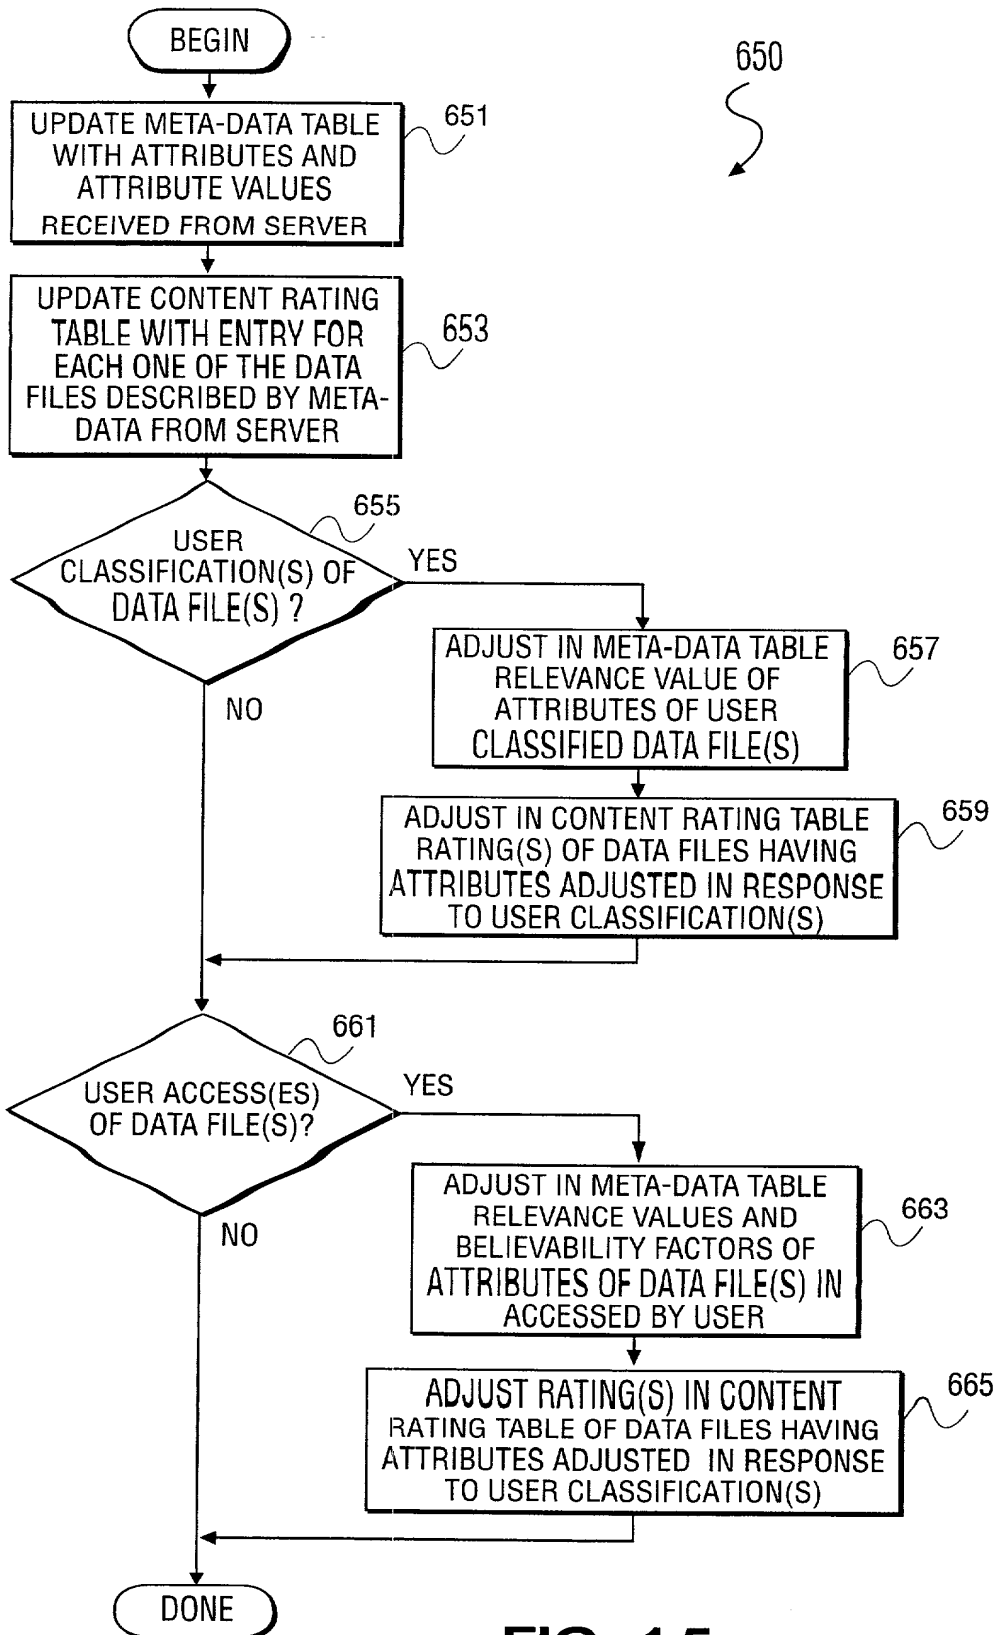 BEGIN
650
UPDATE META-DATA TABLE
WITH ATTRIBUTES AND
ATTRIBUTE VALUES
RECEIVED FROM SERVER
651
UPDATE CONTENT RATING
TABLE WITH ENTRY FOR
EACH ONE OF THE DATA
FILES DESCRIBED BY META-
DATA FROM SERVER
653
655
USER
CLASSIFICATION(S) OF
DATA FILE(S) ?
YES
NO
ADJUST IN META-DATA TABLE
RELEVANCE VALUE OF
ATTRIBUTES OF USER
CLASSIFIED DATA FILE(S)
657
ADJUST IN CONTENT RATING TABLE
RATING(S) OF DATA FILES HAVING
ATTRIBUTES ADJUSTED IN RESPONSE
TO USER CLASSIFICATION(S)
659
661
USER ACCESS(ES)
OF DATA FILE(S)?
YES
NO
ADJUST IN META-DATA TABLE
RELEVANCE VALUES AND
BELIEVABILITY FACTORS OF
ATTRIBUTES OF DATA FILE(S) IN
ACCESSED BY USER
663
ADJUST RATING(S) IN CONTENT
RATING TABLE OF DATA FILES HAVING
ATTRIBUTES ADJUSTED IN RESPONSE
TO USER CLASSIFICATION(S)
665
DONE
FIG. 15